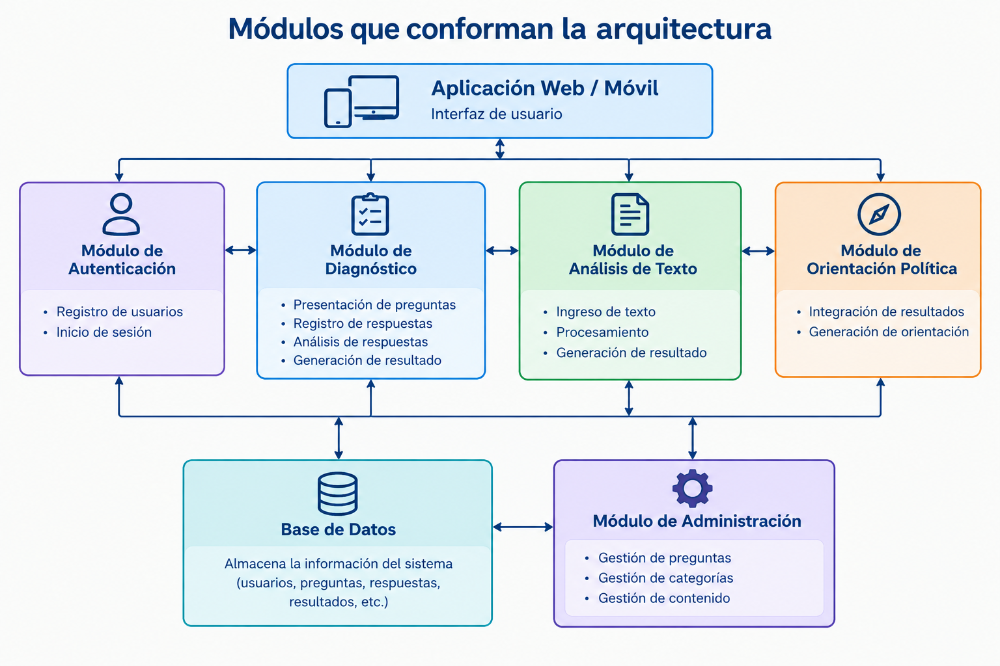 Módulos que conforman la arquitectura
Aplicación Web / Móvil
Interfaz de usuario
Módulo de
Autenticación
• Registro de usuarios
• Inicio de sesión
Módulo de
Diagnóstico
• Presentación de preguntas
• Registro de respuestas
• Análisis de respuestas
• Generación de resultado
Módulo de
Análisis de Texto
• Ingreso de texto
• Procesamiento
• Generación de resultado
Módulo de
Orientación Política
• Integración de resultados
• Generación de orientación
Base de Datos
Almacena la información del sistema
(usuarios, preguntas, respuestas,
resultados, etc.)
Módulo de Administración
• Gestión de preguntas
• Gestión de categorías
• Gestión de contenido